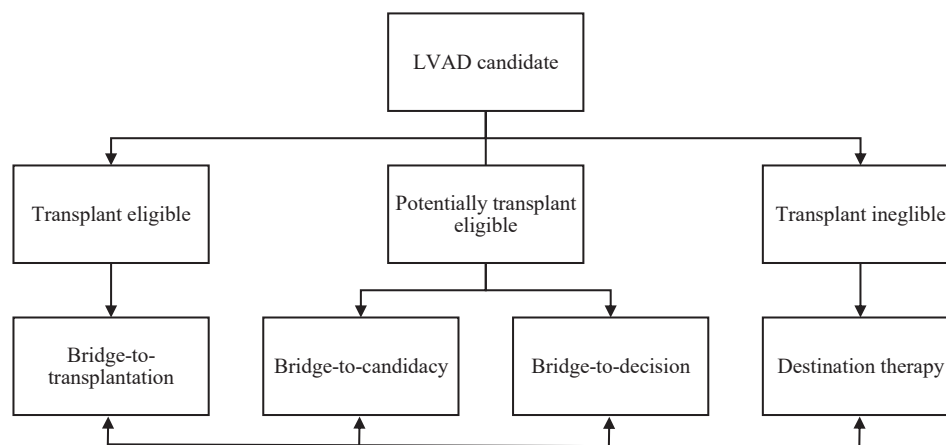 LVAD candidate
Transplant eligible
Potentially transplant
eligible
Transplant ineglible
Bridge-to-
transplantation
Bridge-to-candidacy
Bridge-to-decision
Destination therapy